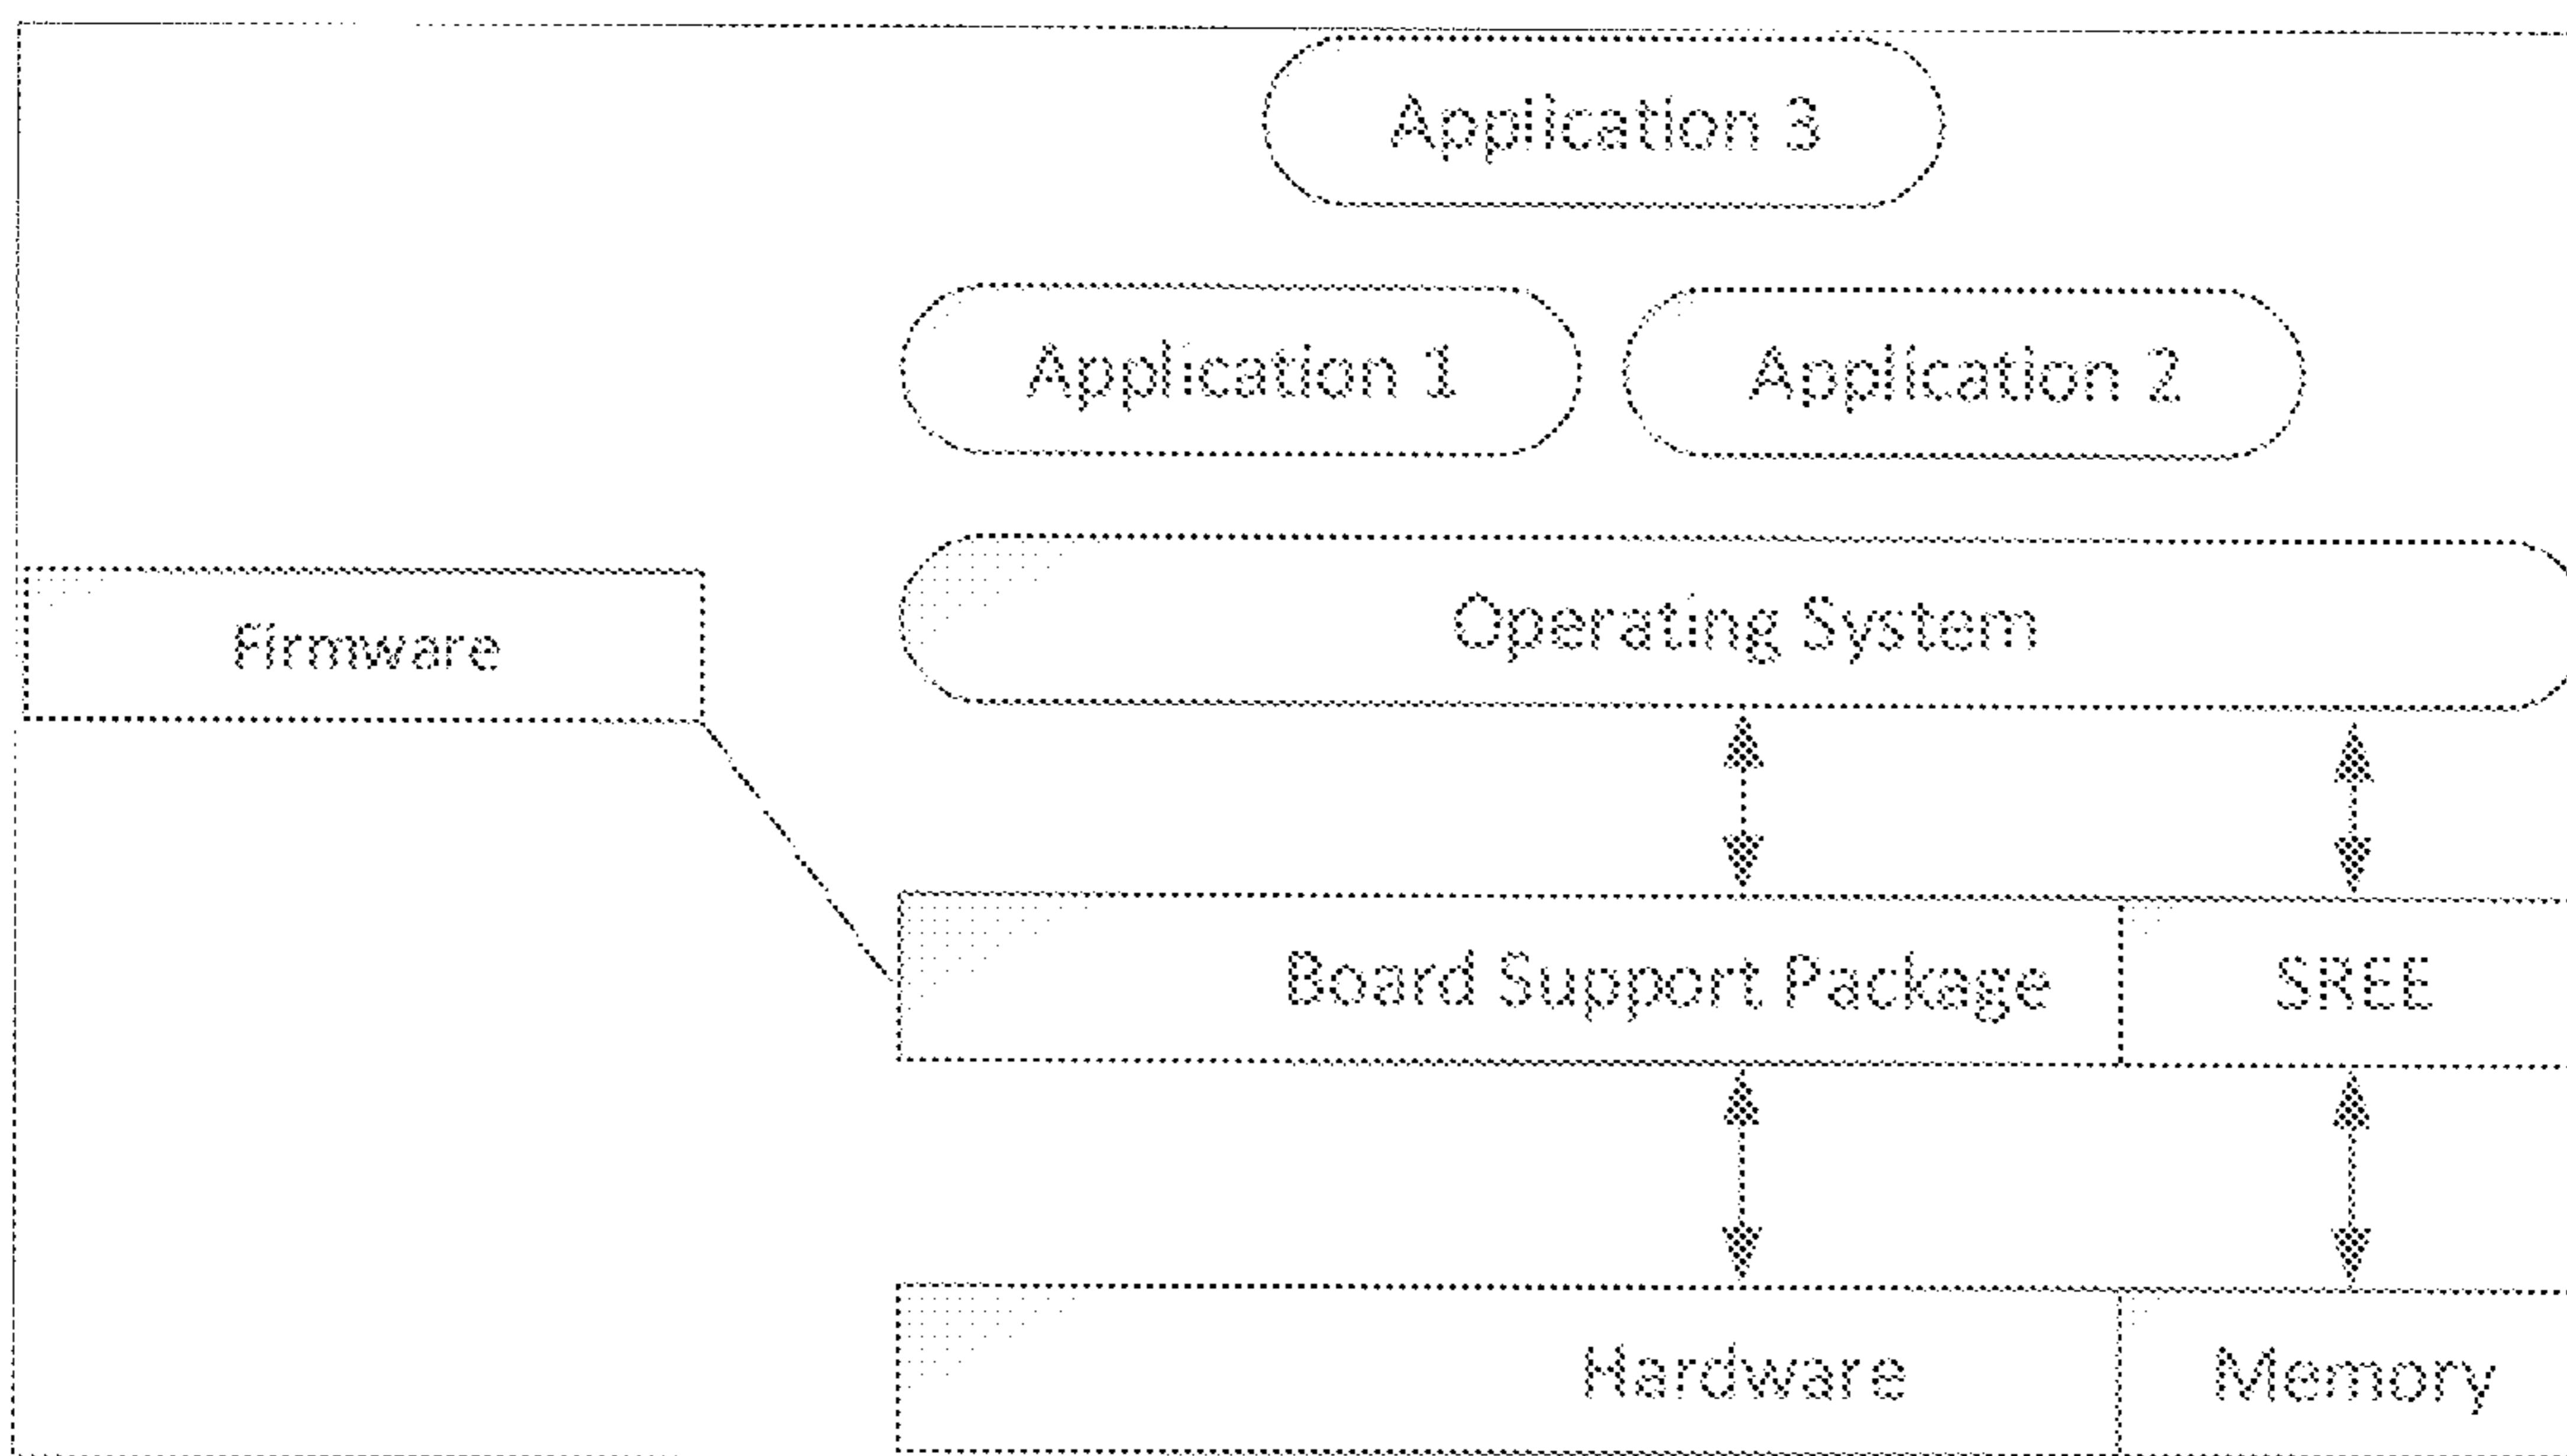 Application 3
Application 1
Application 2
Operating System
Firmware
Board Support Package
SREE
Hardware
Memory